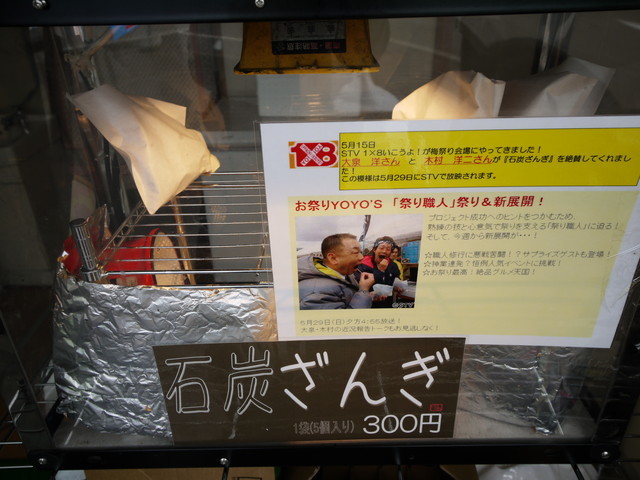 1×8
5月15日
STV 1×8いこうよ!が梅祭り会場にやってきました!
大泉 洋さん と 木村 洋二さんが『石炭ざんぎ』を絶賛してくれまし
た!
この模様は5月29日にSTVで放映されます。
お祭りYOYO'S 「祭り職人」祭り&新展開!
プロジェクト成功へのヒントをつかむため、
熟練の技と心意気で祭りを支える「祭り職人」に迫る!
そして、今週から新展開が・・・!
☆職人修行に悪戦苦闘!?サプライズゲストも登場!
☆神業連発?恒例人気イベントに挑戦!
☆お祭り最高!絶品グルメ天国!
©STV
5月29日(日)夕方4:55放送!
大泉・木村の近況報告トークもお見逃しなく!
石炭ざんぎ
1袋(5個入り) 300円